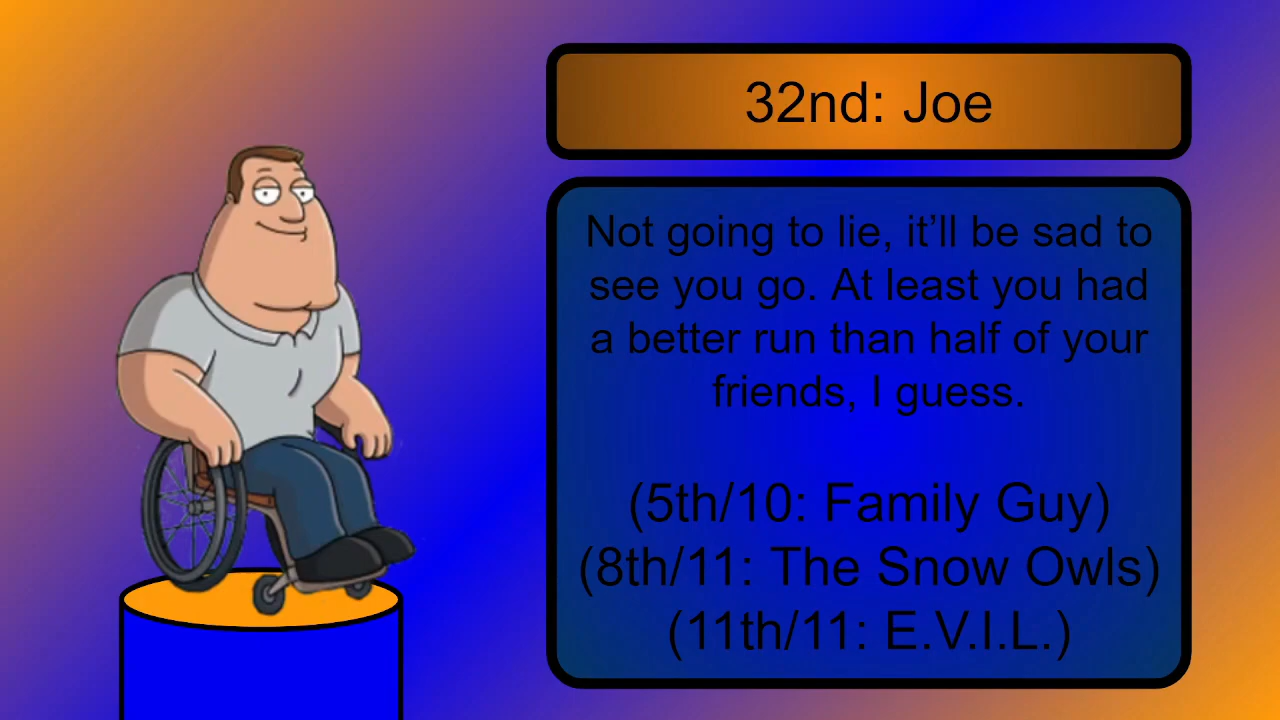 32nd: Joe
Not going to lie, it’ll be sad to
see you go. At least you had
a better run than half of your
friends, I guess.
(5th/10: Family Guy)
(8th/11: The Snow Owls)
(11th/11: E.V.I.L.)